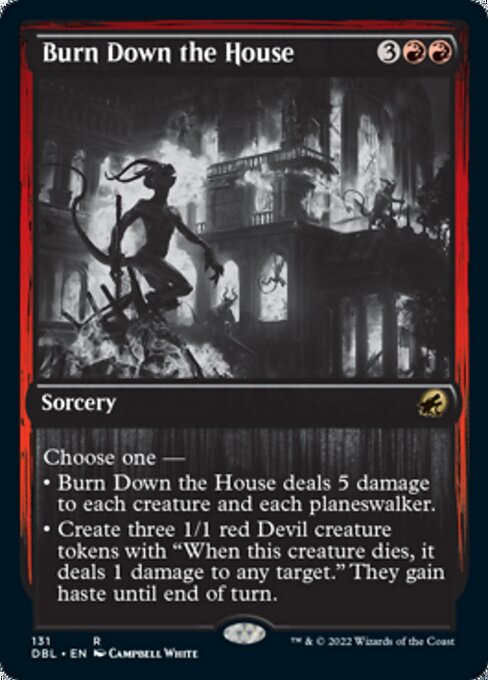 Burn Down the House 3
Sorcery
Choose one —
• Burn Down the House deals 5 damage
to each creature and each planeswalker.
• Create three 1/1 red Devil creature
tokens with “When this creature dies, it
deals 1 damage to any target.” They gain
haste until end of turn.
131 R
DBL • EN CAMPBELL WHITE
™ & © 2022 Wizards of the Coast